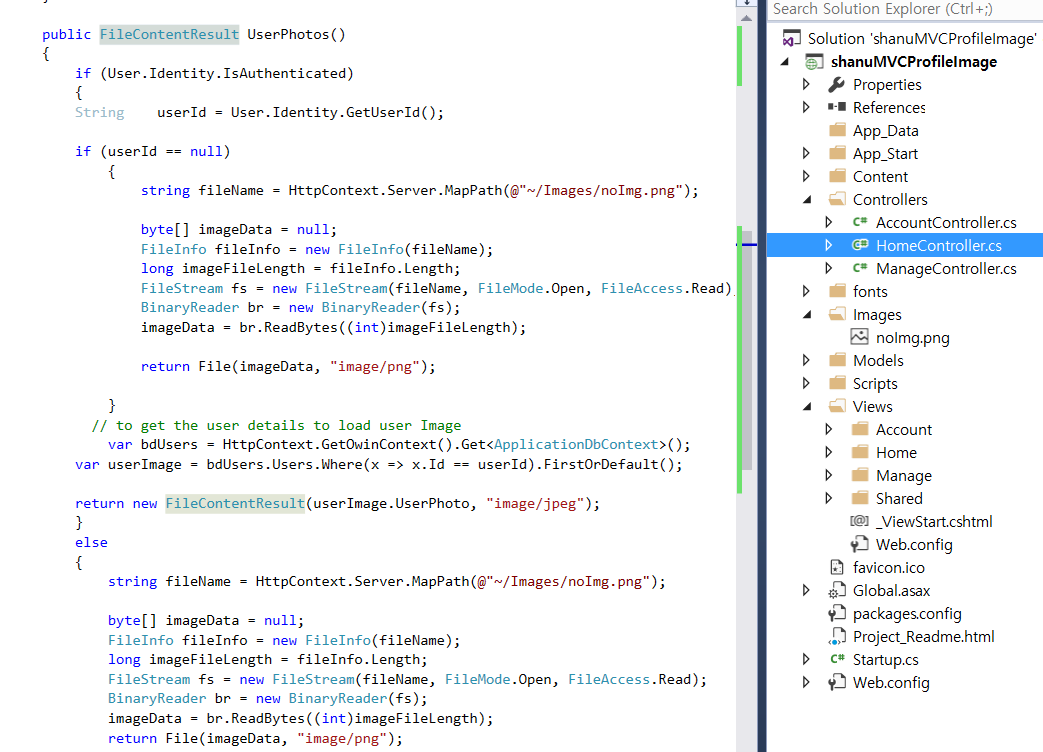 public FileContentResult UserPhotos()
{
if (User.Identity.IsAuthenticated)
{
String    userId = User.Identity.GetUserId();
if (userId == null)
{
string fileName = HttpContext.Server.MapPath(@"~/Images/noImg.png");
byte[] imageData = null;
FileInfo fileInfo = new FileInfo(fileName);
long imageFileLength = fileInfo.Length;
FileStream fs = new FileStream(fileName, FileMode.Open, FileAccess.Read)
BinaryReader br = new BinaryReader(fs);
imageData = br.ReadBytes((int)imageFileLength);
return File(imageData, "image/png");
}
// to get the user details to load user Image
var bdUsers = HttpContext.GetOwinContext().Get<ApplicationDbContext>();
var userImage = bdUsers.Users.Where(x => x.Id == userId).FirstOrDefault();
return new FileContentResult(userImage.UserPhoto, "image/jpeg");
}
else
{
string fileName = HttpContext.Server.MapPath(@"~/Images/noImg.png");
byte[] imageData = null;
FileInfo fileInfo = new FileInfo(fileName);
long imageFileLength = fileInfo.Length;
FileStream fs = new FileStream(fileName, FileMode.Open, FileAccess.Read);
BinaryReader br = new BinaryReader(fs);
imageData = br.ReadBytes((int)imageFileLength);
return File(imageData, "image/png");
Search Solution Explorer (Ctrl+;)
Solution 'shanuMVCProfileImage'
shanuMVCProfileImage
Properties
References
App_Data
App_Start
Content
Controllers
C# AccountController.cs
C# HomeController.cs
C# ManageController.cs
fonts
Images
noImg.png
Models
Scripts
Views
Account
Home
Manage
Shared
[@] _ViewStart.cshtml
Web.config
favicon.ico
Global.asax
packages.config
Project_Readme.html
C# Startup.cs
Web.config